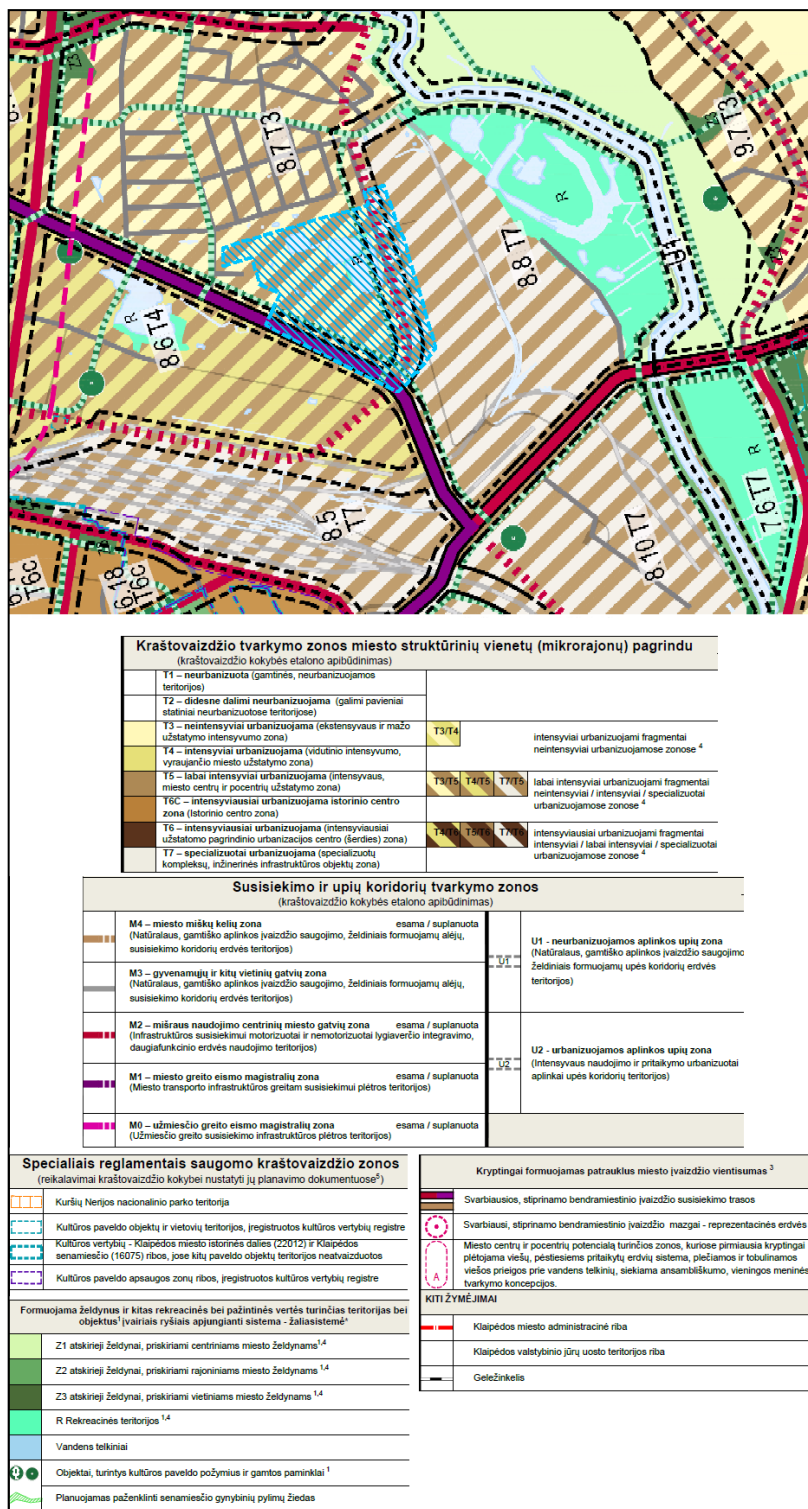 Z3
8.7T3
9.7T3
Z3
R
U1
R
8.8T7
Z3
R
8.6T4
8.5
T7
8.10T7
R
7.6T7
T6C
6.8
T6C
Kraštovaizdžio tvarkymo zonos miesto struktūrinių vienetų (mikrorajonų) pagrindu
(kraštovaizdžio kokybės etalono apibūdinimas)
T1 – neurbanizuota (gamtinės, neurbanizuojamos
teritorijos)
T2 – didesne dalimi neurbanizuojama (galimi pavieniai
statiniai neurbanizuotose teritorijose)
T3 – neintensyviai urbanizuojama (ekstensyvaus ir mažo
užstatymo intensyvumo zona)
T3/T4
intensyviai urbanizuojami fragmentai
neintensyviai urbanizuojamose zonose 4
T4 – intensyviai urbanizuojama (vidutinio intensyvumo,
vyraujančio miesto užstatymo zona)
T5 – labai intensyviai urbanizuojama (intensyvaus,
miesto centrų ir pocentrių užstatymo zona)
T3/T5 T4/T5 T7/T5
labai intensyviai urbanizuojami fragmentai
neintensyviai / intensyviai / specializuotai
urbanizuojamose zonose 4
T6C – intensyviausiai urbanizuojama istorinio centro
zona (Istorinio centro zona)
T6 – intensyviausiai urbanizuojama (intensyviausiai
užstatomo pagrindinio urbanizacijos centro (šerdies) zona)
T4/T6 T5/T6 T7/T6
intensyviausiai urbanizuojami fragmentai
intensyviai / labai intensyviai / specializuotai
urbanizuojamose zonose 4
T7 – specializuotai urbanizuojama (specializuotų
kompleksų, inžinerinės infrastruktūros objektų zona)
Susisiekimo ir upių koridorių tvarkymo zonos
(kraštovaizdžio kokybės etalono apibūdinimas)
M4 – miesto miškų kelių zona esama / suplanuota
(Natūralaus, gamtiško aplinkos įvaizdžio saugojimo, želdiniais formuojamų alėjų,
susisiekimo koridorių erdvės teritorijos)
M3 – gyvenamųjų ir kitų vietinių gatvių zona
(Natūralaus, gamtiško aplinkos įvaizdžio saugojimo, želdiniais formuojamų alėjų,
susisiekimo koridorių erdvės teritorijos)
U1
U1 - neurbanizuojamos aplinkos upių zona
(Natūralaus, gamtiško aplinkos įvaizdžio saugojimo
želdiniais formuojamų upės koridorių erdvės
teritorijos)
M2 – mišraus naudojimo centrinių miesto gatvių zona esama / suplanuota
(Infrastruktūros susisiekimui motorizuotai ir nemotorizuotai lygiaverčio integravimo,
daugiafunkcinio erdvės naudojimo teritorijos)
M1 – miesto greito eismo magistralių zona esama / suplanuota
(Miesto transporto infrastruktūros greitam susisiekimui plėtoros teritorijos)
U2
U2 - urbanizuojamos aplinkos upių zona
(Intensyvaus naudojimo ir pritaikymo urbanizuotai
aplinkai upės koridorių teritorijos)
M0 – užmiesčio greito eismo magistralių zona esama / suplanuota
(Užmiesčio greito susisiekimo infrastruktūros plėtros teritorijos)
Specialiais reglamentais saugomo kraštovaizdžio zonos
(reikalavimai kraštovaizdžio kokybei nustatyti jų planavimo dokumentuose5)
Kuršių Nerijos nacionalinio parko teritorija
Kultūros paveldo objektų ir vietovių teritorijos, įregistruotos kultūros vertybių registre
Kultūros vertybių - Klaipėdos miesto istorinės dalies (22012) ir Klaipėdos
senamiesčio (16075) ribos, jose kitų paveldo objektų teritorijos neatvaizduotos
Kultūros paveldo apsaugos zonų ribos, įregistruotos kultūros vertybių registre
Formuojama želdynus ir kitas rekreacinės bei pažintinės vertės turinčias teritorijas bei
objektus1 įvairiais ryšiais apjungianti sistema - žaliasistemė*
Z1 atskirieji želdynai, priskiriami centriniams miesto želdynams1,4
Z2 atskirieji želdynai, priskiriami rajoniniams miesto želdynams 1,4
Z3 atskirieji želdynai, priskiriami vietiniams miesto želdynams 1,4
R Rekreacinės teritorijos 1,4
Vandens telkiniai
Objektai, turintys kultūros paveldo požymius ir gamtos paminklai 1
Planuojamas paženklinti senamiesčio gynybinių pylimų žiedas
Kryptingai formuojamas patrauklus miesto įvaizdžio vientisumas 3
Svarbiausios, stiprinamo bendramiestinio įvaizdžio susisiekimo trasos
Svarbiausi, stiprinamo bendramiestinio įvaizdžio mazgai - reprezentacinės erdvė
A
Miesto centrų ir pocentrių potencialą turinčios zonos, kuriose pirmiausia kryptingai
plėtojama viešų, pėstiesiems pritaikytų erdvių sistema, plečiamos ir tobulinamos
viešos prieigos prie vandens telkinių, siekiama ansambliškumo, vieningos meninės
tvarkymo koncepcijos.
KITI ŽYMĖJIMAI
Klaipėdos miesto administracinė riba
Klaipėdos valstybinio jūrų uosto teritorijos riba
Geležinkelis